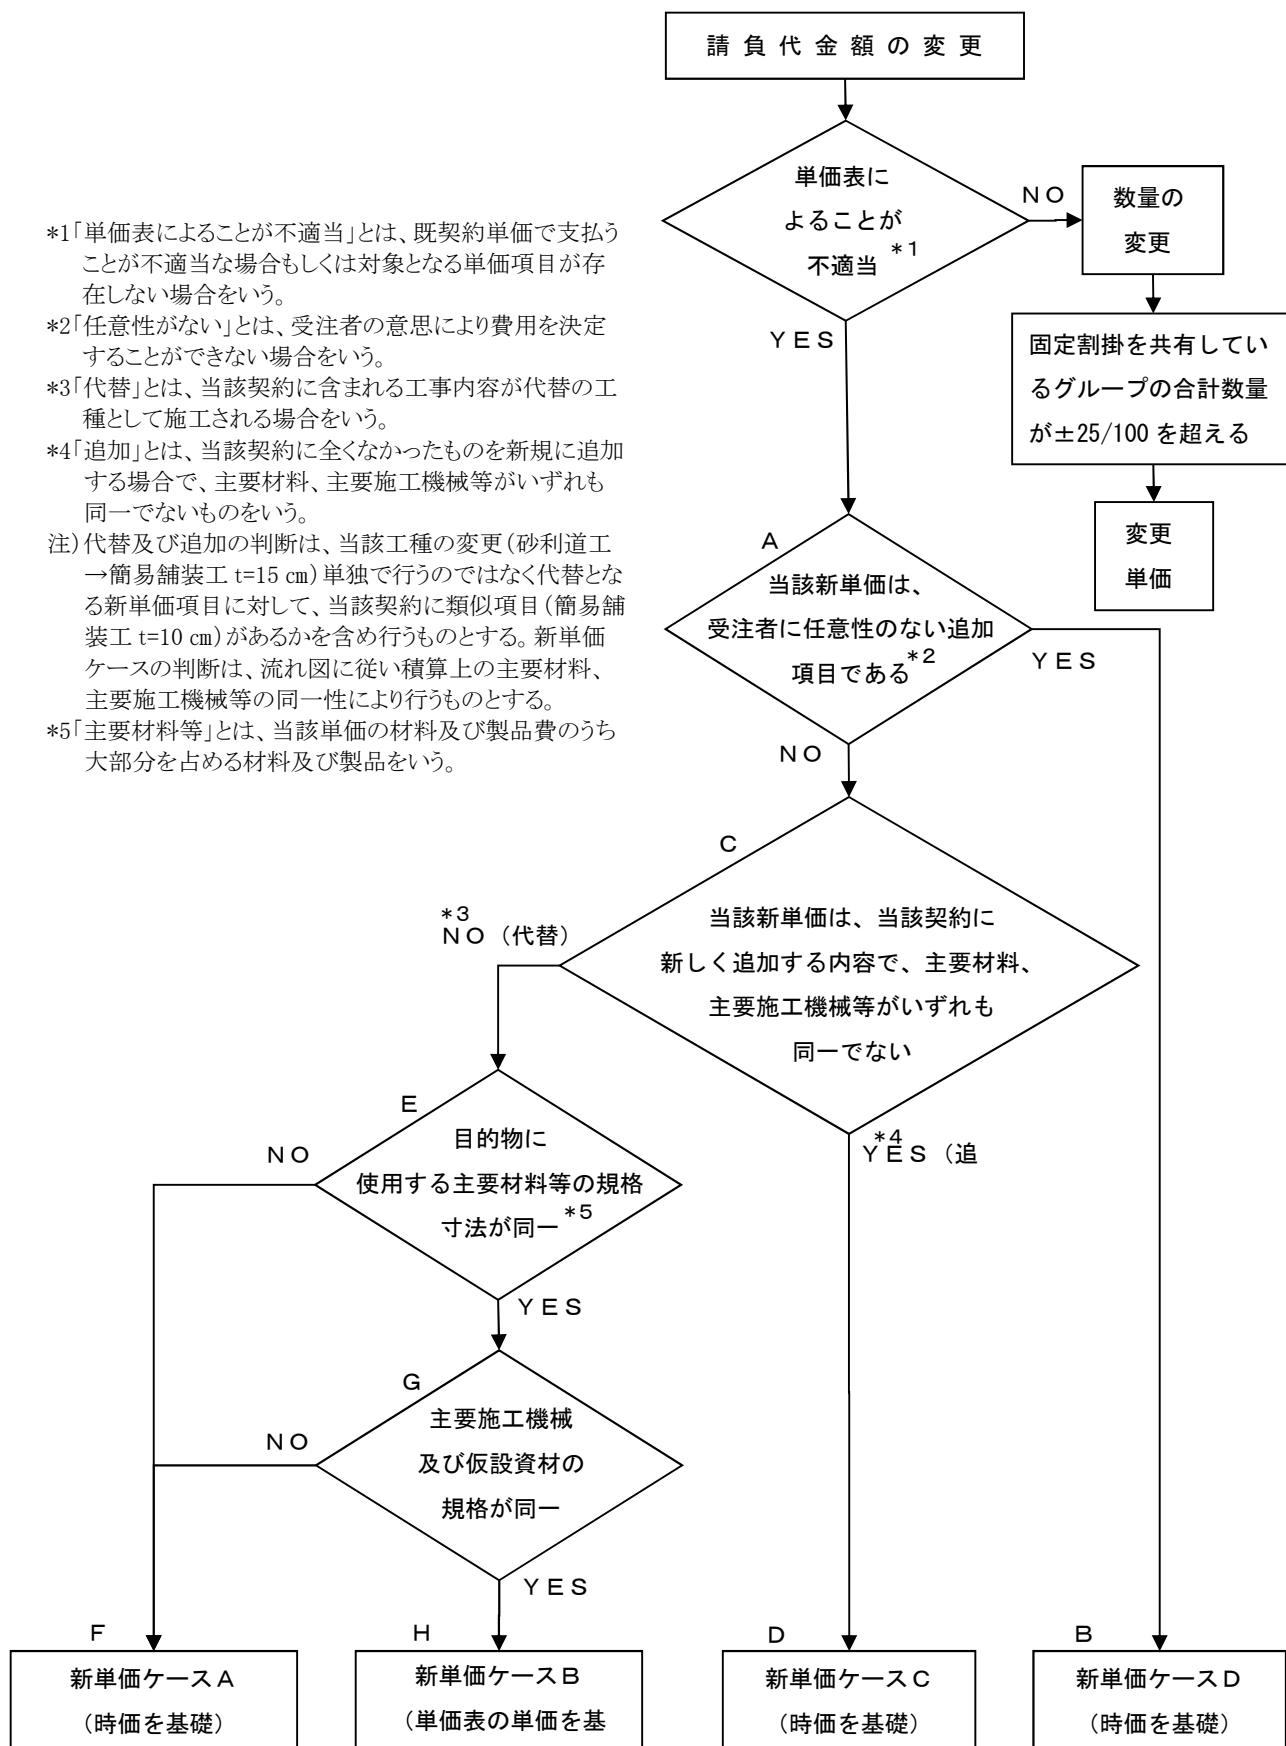 請負代金額の変更
単価表に
よることが
不適当 *1
NO
数量の
変更
YES
固定割掛を共有してい
るグループの合計数量
が±25/100 を超える
変更
単価
*1「単価表によることが不適当」とは、既契約単価で支払う
ことが不適当な場合もしくは対象となる単価項目が存
在しない場合をいう。
*2「任意性がない」とは、受注者の意思により費用を決定
することができない場合をいう。
*3「代替」とは、当該契約に含まれる工事内容が代替の工
種として施工される場合をいう。
*4「追加」とは、当該契約に全くなかったものを新規に追加
する場合で、主要材料、主要施工機械等がいずれも
同一でないものをいう。
注)代替及び追加の判断は、当該工種の変更(砂利道工
→簡易舗装工 t=15 cm)単独で行うのではなく代替とな
る新単価項目に対して、当該契約に類似項目(簡易舗
装工 t=10 cm)があるかを含め行うものとする。新単価
ケースの判断は、流れ図に従い積算上の主要材料、
主要施工機械等の同一性により行うものとする。
*5「主要材料等」とは、当該単価の材料及び製品費のうち
大部分を占める材料及び製品をいう。
A
当該新単価は、
受注者に任意性のない追加
項目である *2
YES
NO
C
当該新単価は、当該契約に
新しく追加する内容で、主要材料、
主要施工機械等がいずれも
同一でない
*3
NO(代替)
*4
YES(追
E
目的物に
使用する主要材料等の規格
寸法が同一 *5
NO
YES
G
主要施工機械
及び仮設資材の
規格が同一
NO
YES
F
新単価ケースA
(時価を基礎)
H
新単価ケースB
(単価表の単価を基
D
新単価ケースC
(時価を基礎)
B
新単価ケースD
(時価を基礎)